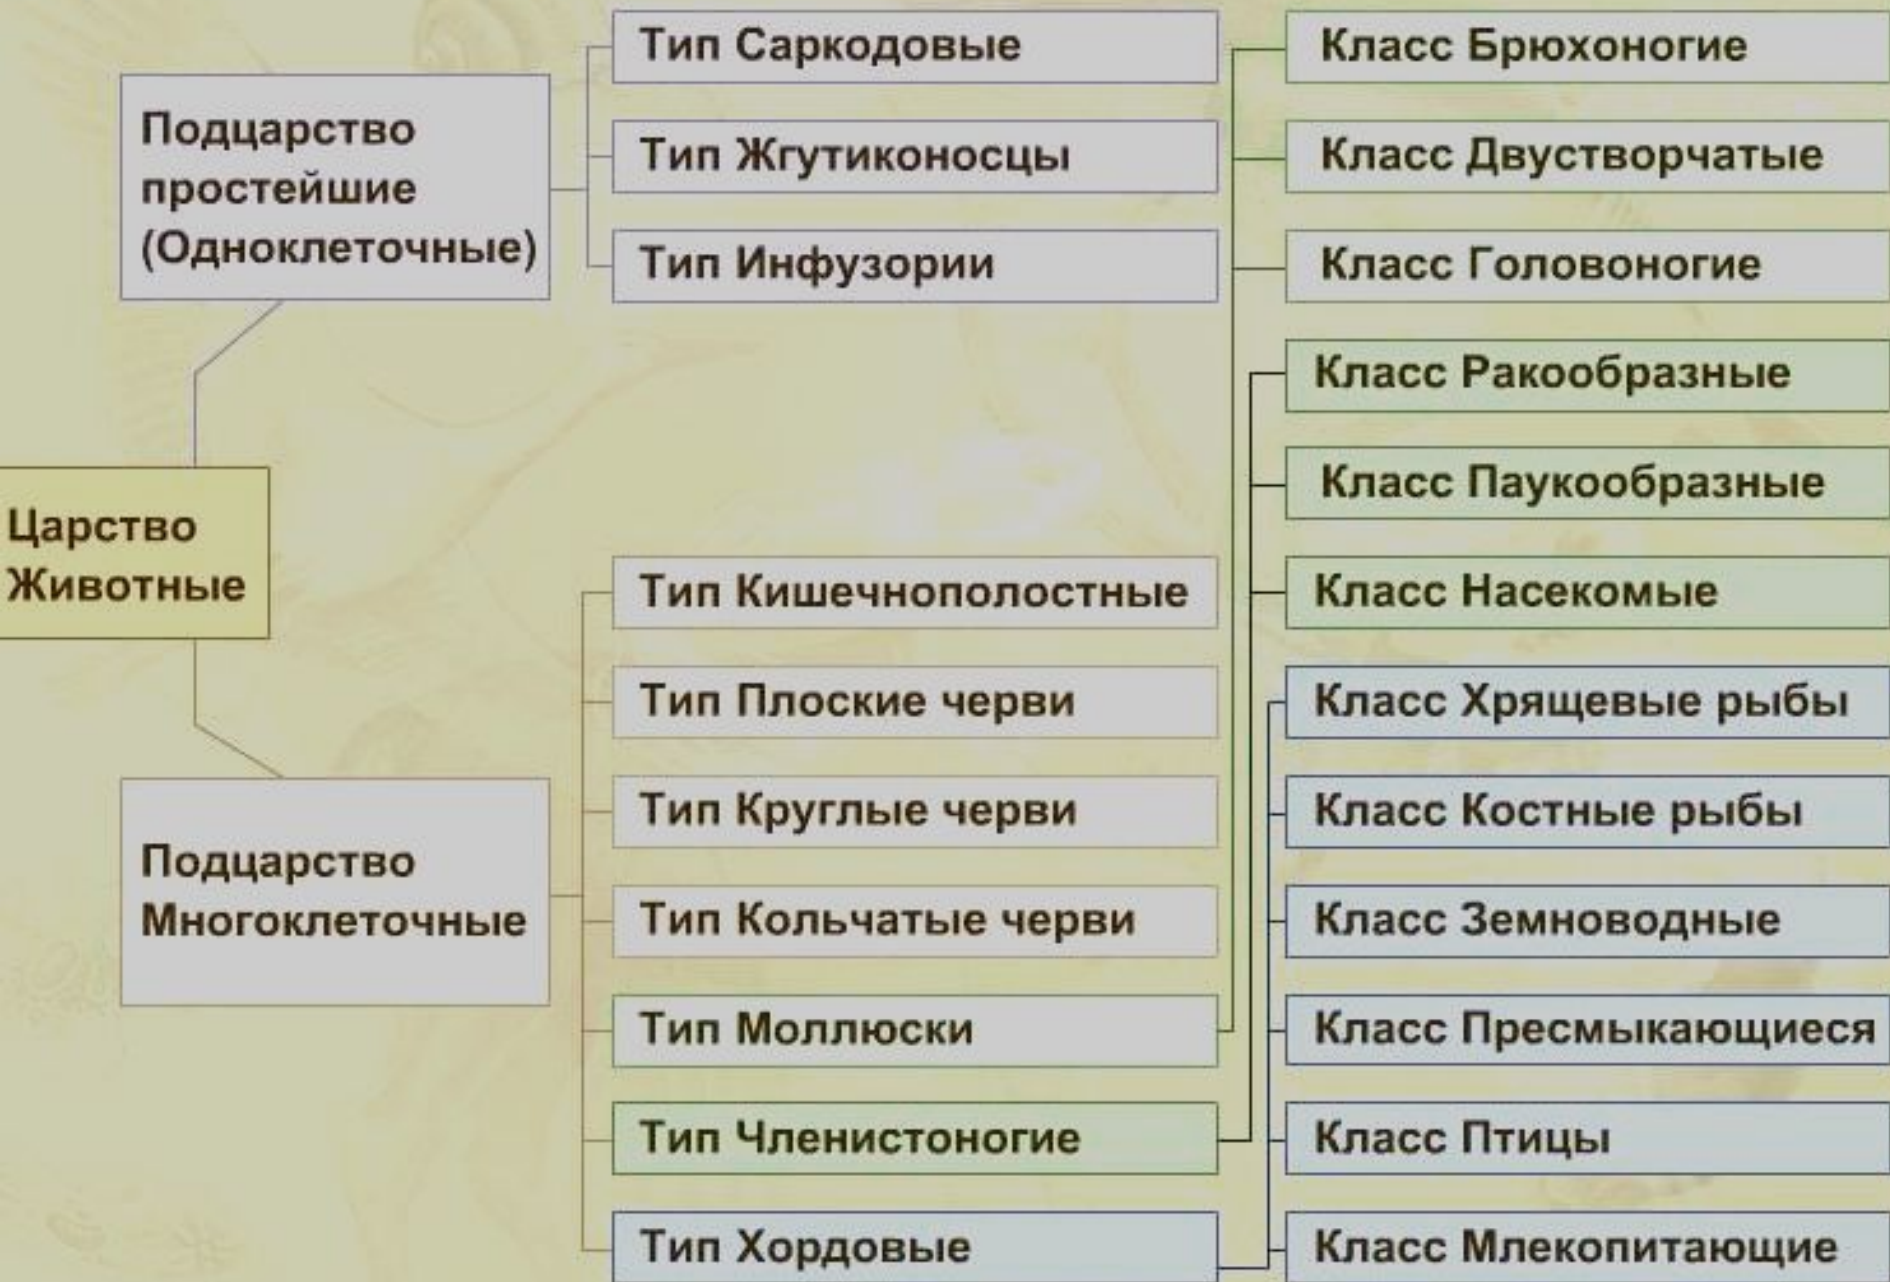 Царство
Животные
Подцарство
простейшие
(Одноклеточные)
Подцарство
Многоклеточные
Тип Саркодовые
Тип Жгутиконосцы
Тип Инфузории
Тип Кишечнополостные
Тип Плоские черви
Тип Круглые черви
Тип Кольчатые черви
Тип Моллюски
Тип Членистоногие
Тип Хордовые
Класс Брюхоногие
Класс Двустворчатые
Класс Головоногие
Класс Ракообразные
Класс Паукообразные
Класс Насекомые
Класс Хрящевые рыбы
Класс Костные рыбы
Класс Земноводные
Класс Пресмыкающиеся
Класс Птицы
Класс Млекопитающие